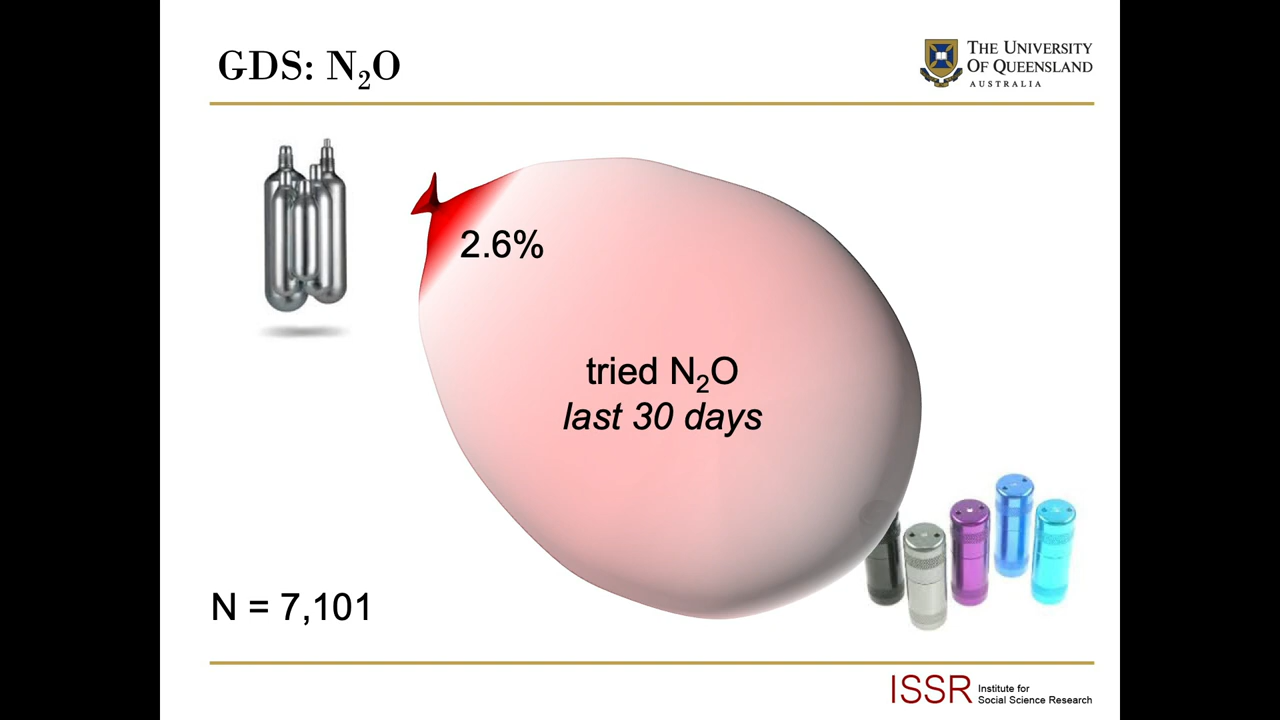 GDS: N₂O
THE UNIVERSITY
OF QUEENSLAND
AUSTRALIA
2.6%
tried N₂O
last 30 days
N = 7,101
ISSR
Institute for
Social Science Research